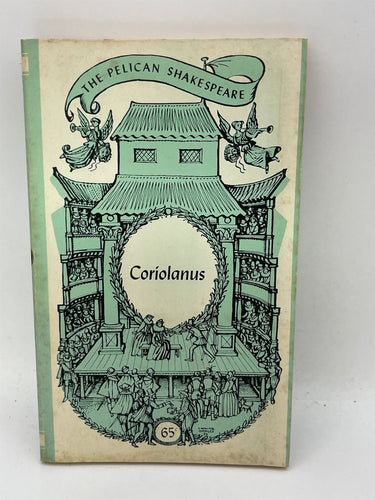 THE PELICAN SHAKESPEARE
Coriolanus
65¢